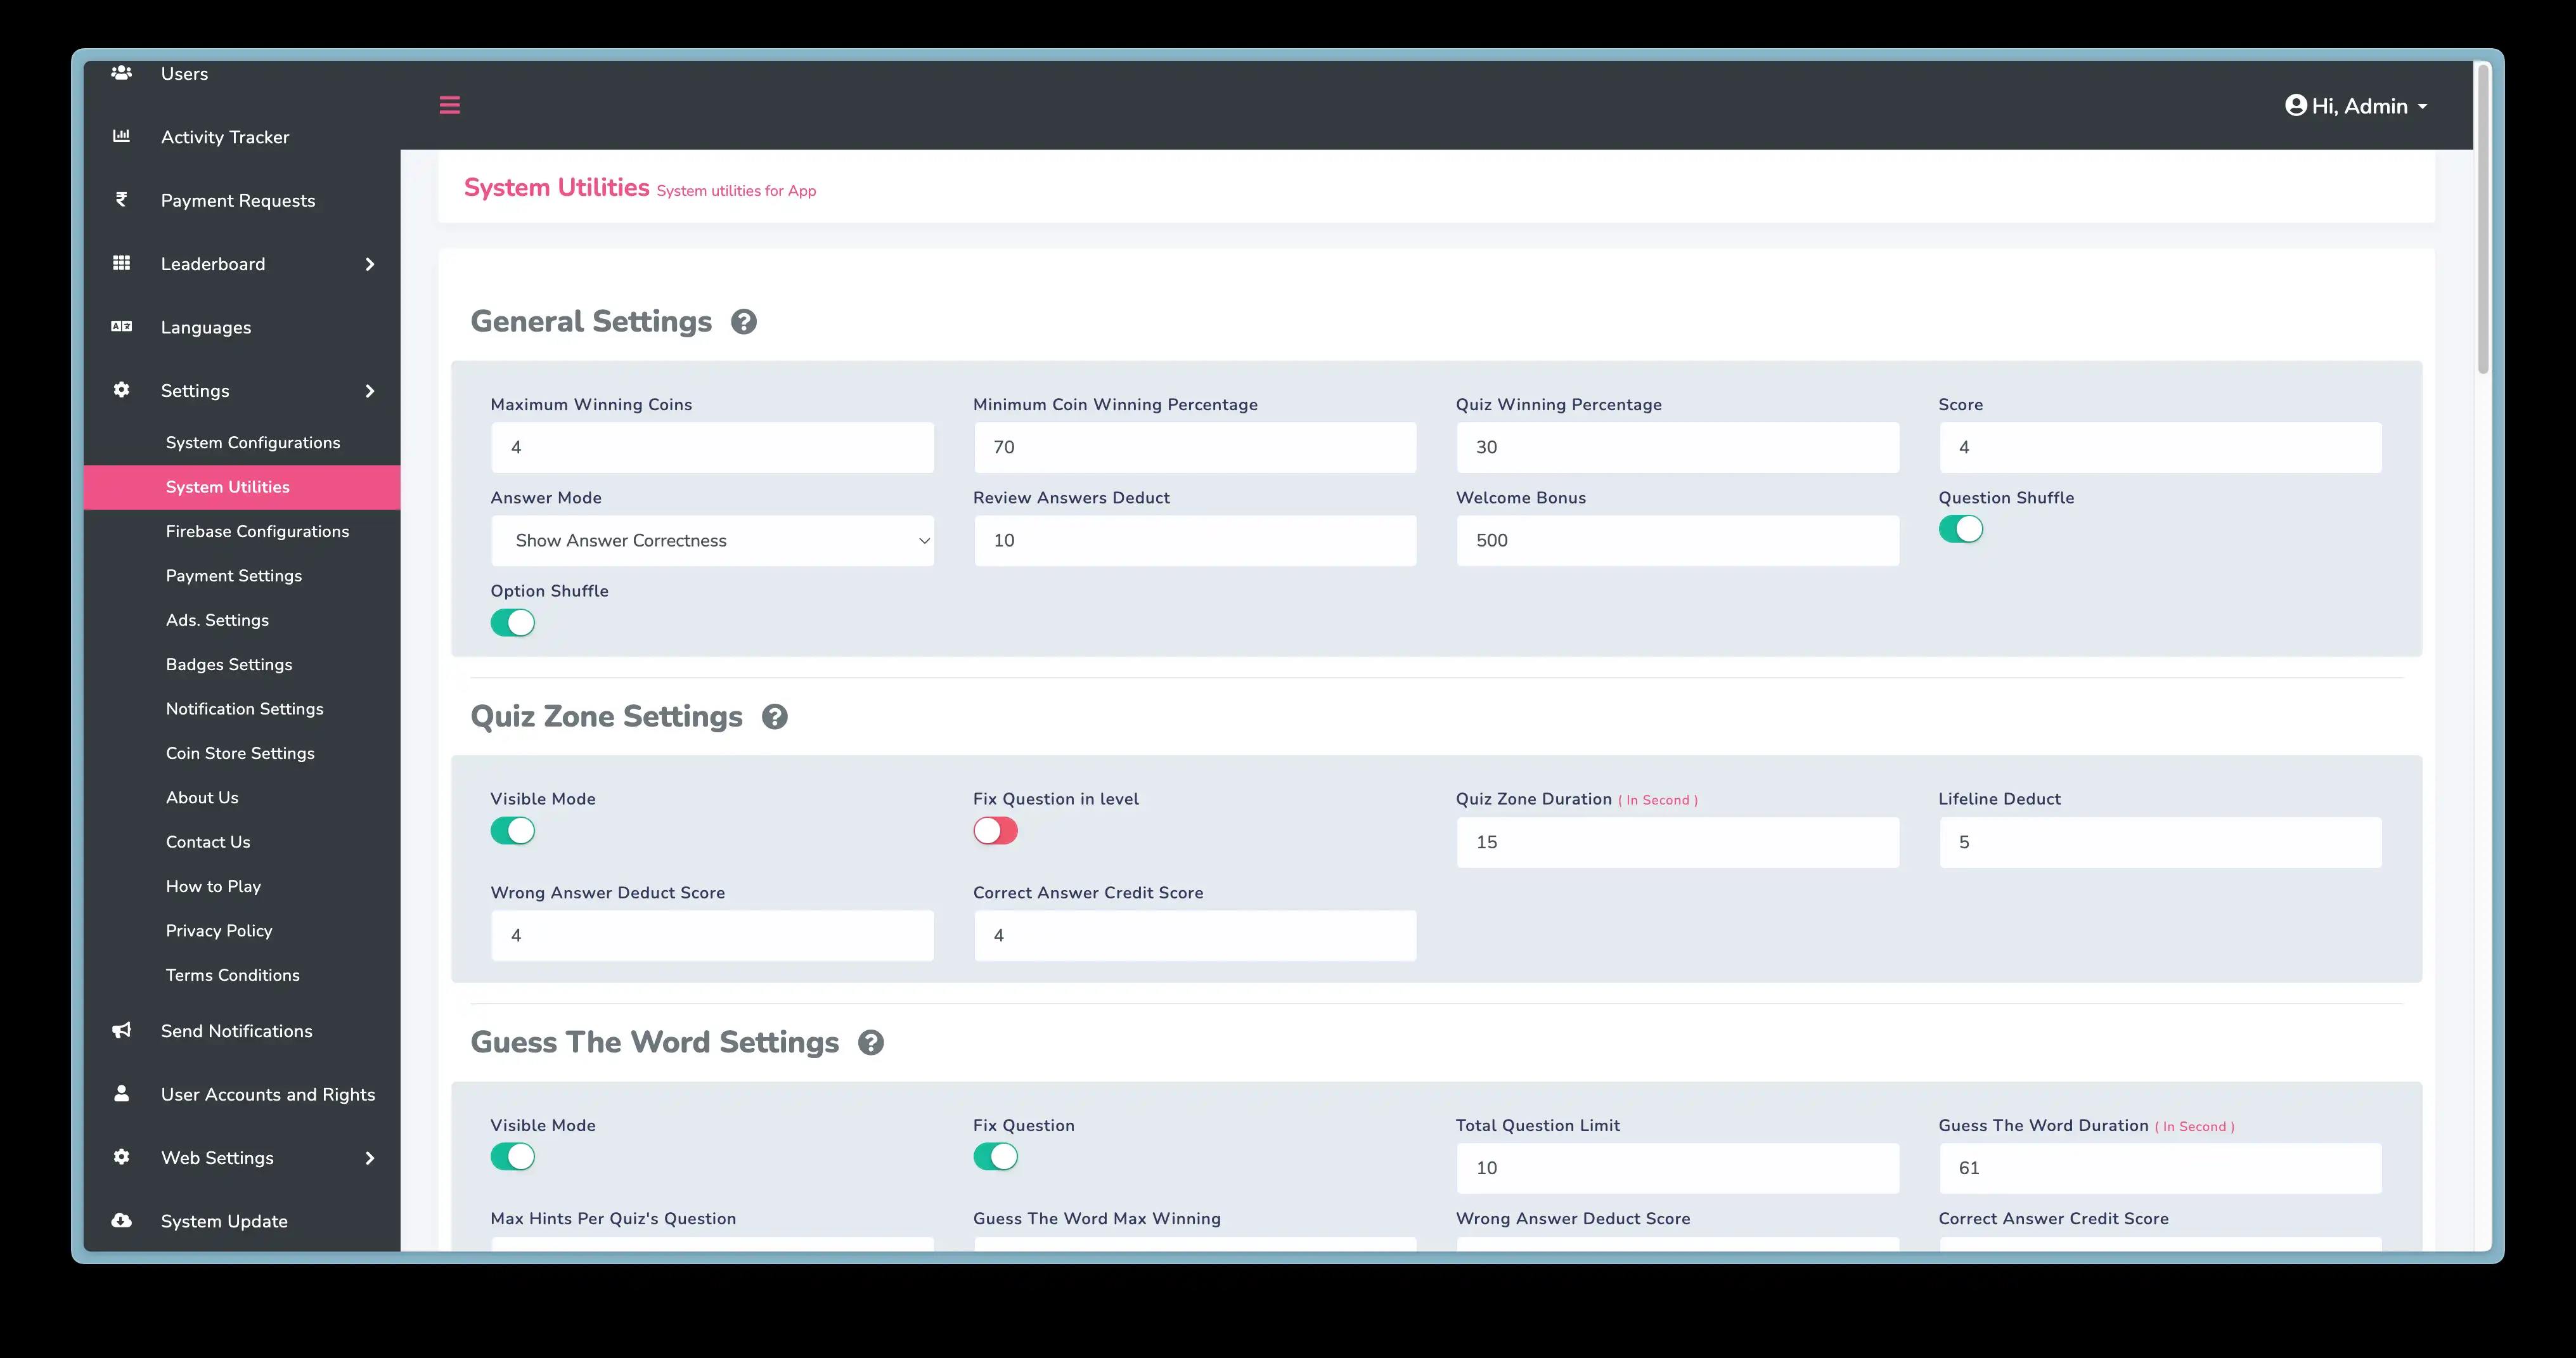 Users
Activity Tracker
Payment Requests
Leaderboard
Languages
Settings
System Configurations
System Utilities
Firebase Configurations
Payment Settings
Ads. Settings
Badges Settings
Notification Settings
Coin Store Settings
About Us
Contact Us
How to Play
Privacy Policy
Terms Conditions
Send Notifications
User Accounts and Rights
Web Settings
System Update
Hi, Admin
System Utilities System utilities for App
General Settings
Maximum Winning Coins Minimum Coin Winning Percentage Quiz Winning Percentage Score
4 70 30 4
Answer Mode Review Answers Deduct Welcome Bonus Question Shuffle
Show Answer Correctness 10 500
Option Shuffle
Quiz Zone Settings
Visible Mode Fix Question in level Quiz Zone Duration ( In Second ) Lifeline Deduct
15 5
Wrong Answer Deduct Score Correct Answer Credit Score
4 4
Guess The Word Settings
Visible Mode Fix Question Total Question Limit Guess The Word Duration ( In Second )
10 61
Max Hints Per Quiz's Question Guess The Word Max Winning Wrong Answer Deduct Score Correct Answer Credit Score